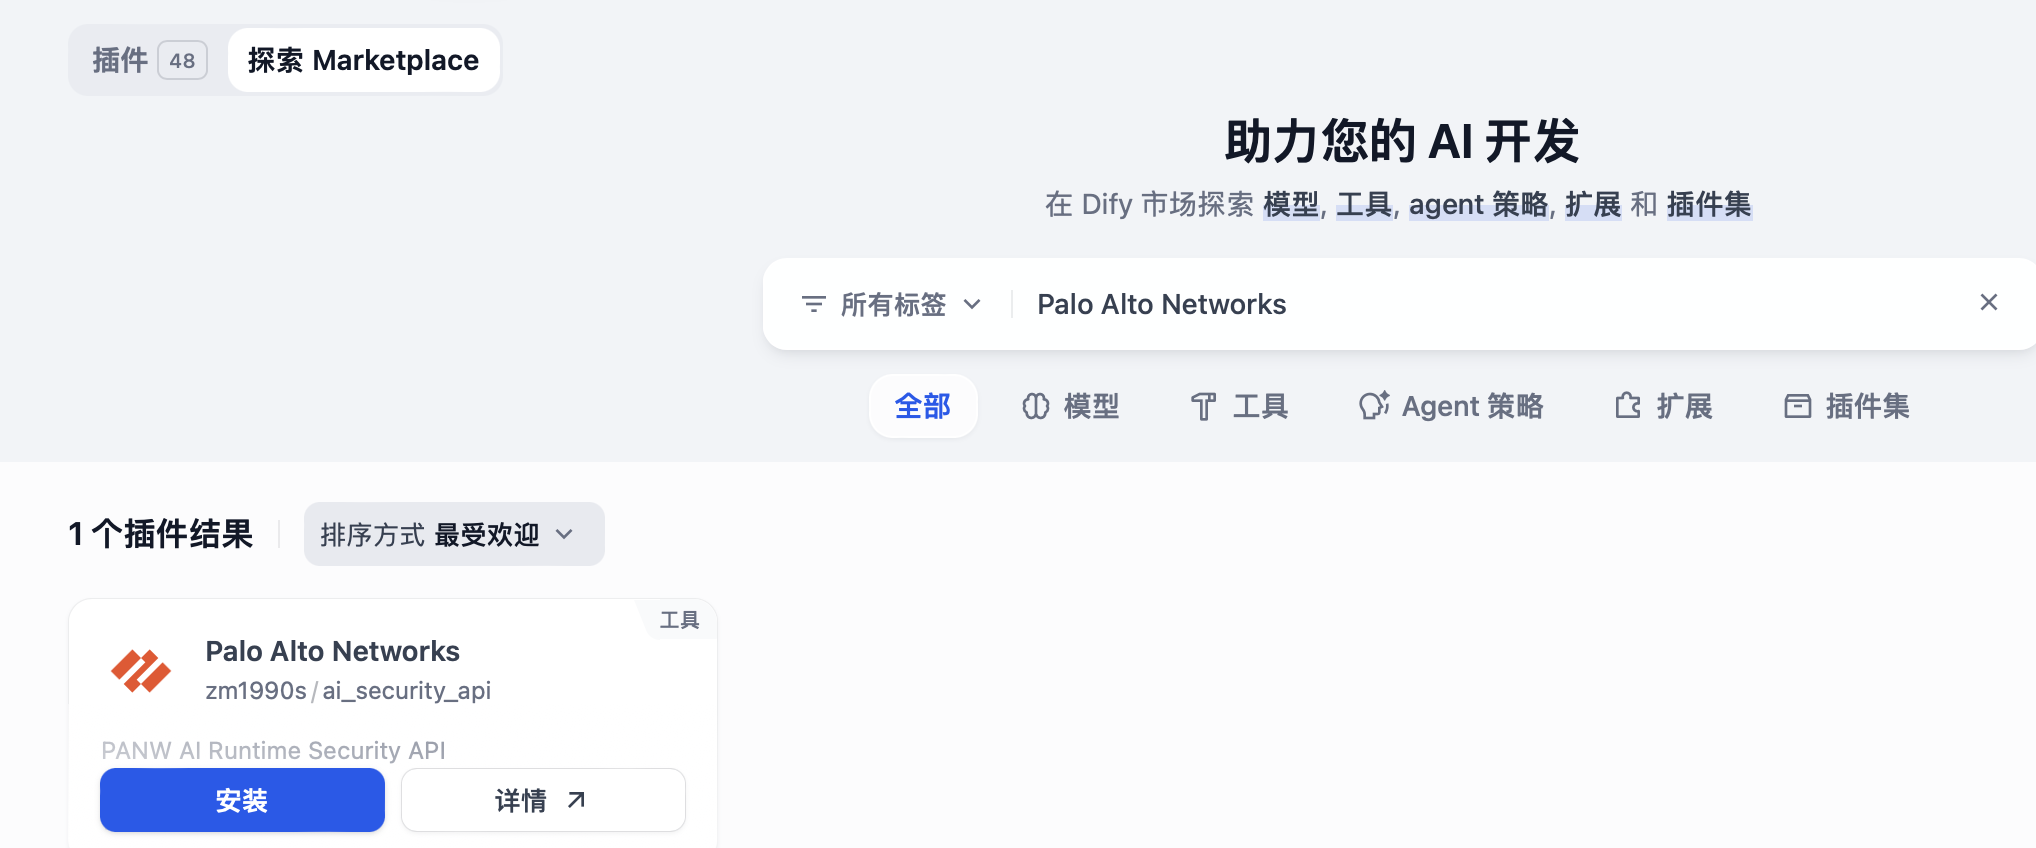 插件 48 探索 Marketplace
助力您的 AI 开发
在 Dify 市场探索 模型, 工具, agent 策略, 扩展 和 插件集
所有标签 Palo Alto Networks
全部 模型 工具 Agent 策略 扩展 插件集
1 个插件结果 排序方式 最受欢迎
工具
Palo Alto Networks
zm1990s / ai_security_api
PANW AI Runtime Security API
安装 详情